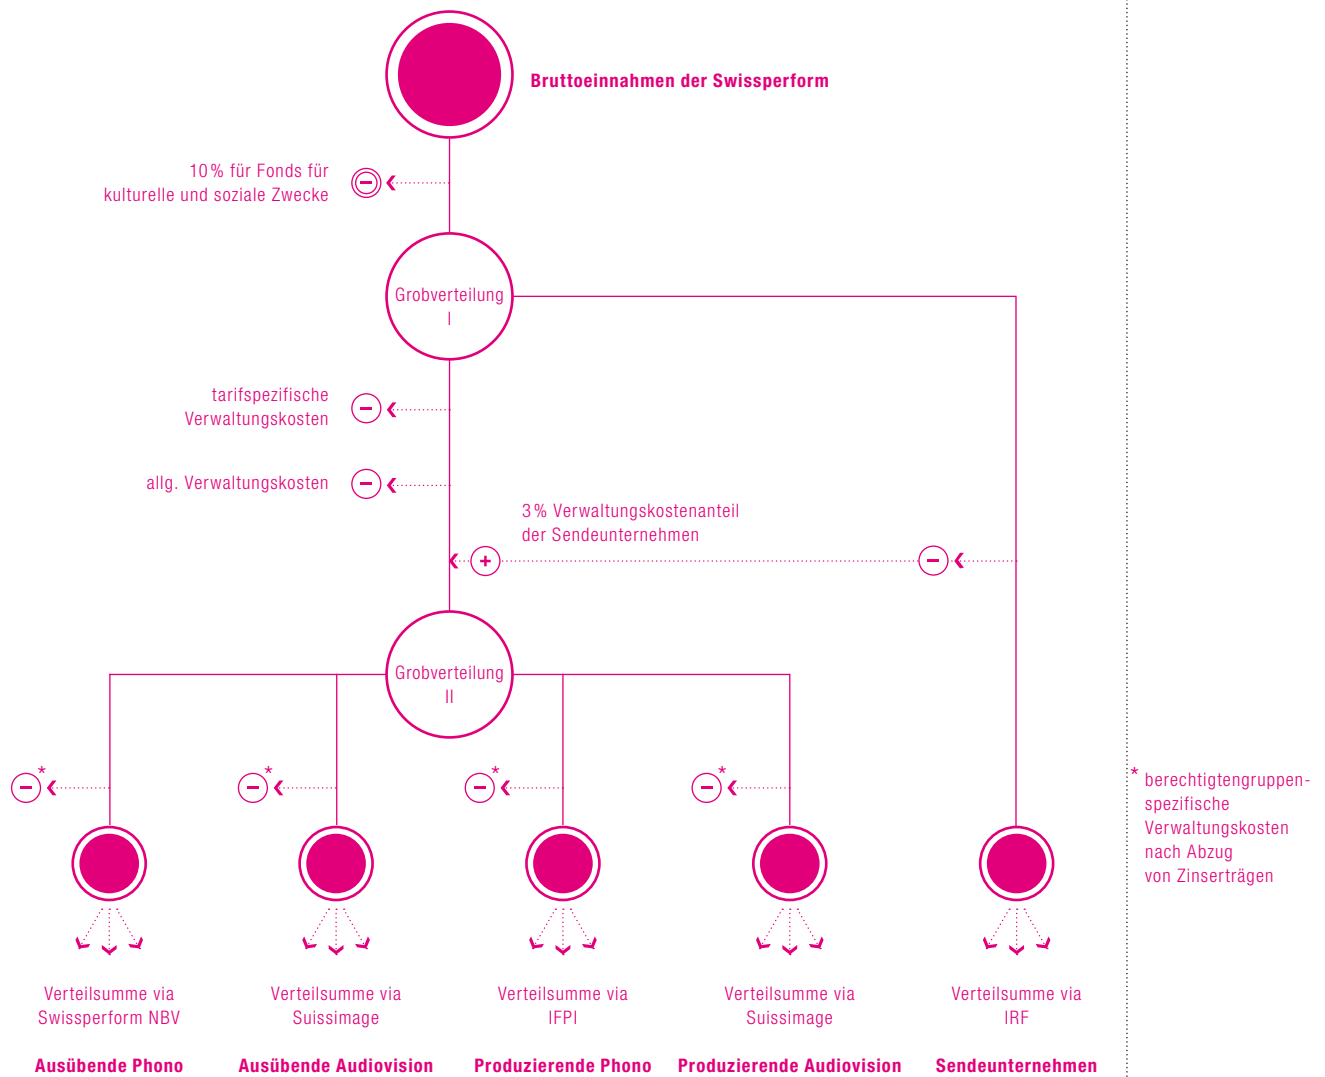 Bruttoeinnahmen der Swissperform
10 % für Fonds für
kulturelle und soziale Zwecke
Grobverteilung
I
tarifspezifische
Verwaltungskosten
allg. Verwaltungskosten
3 % Verwaltungskostenanteil
der Sendeunternehmen
Grobverteilung
II
*
*
*
*
* berechtigtengruppen-
spezifische
Verwaltungskosten
nach Abzug
von Zinserträgen
Verteilsumme via
Swissperform NBV
Ausübende Phono
Verteilsumme via
Suissimage
Ausübende Audiovision
Verteilsumme via
IFPI
Produzierende Phono
Verteilsumme via
Suissimage
Produzierende Audiovision
Verteilsumme via
IRF
Sendeunternehmen